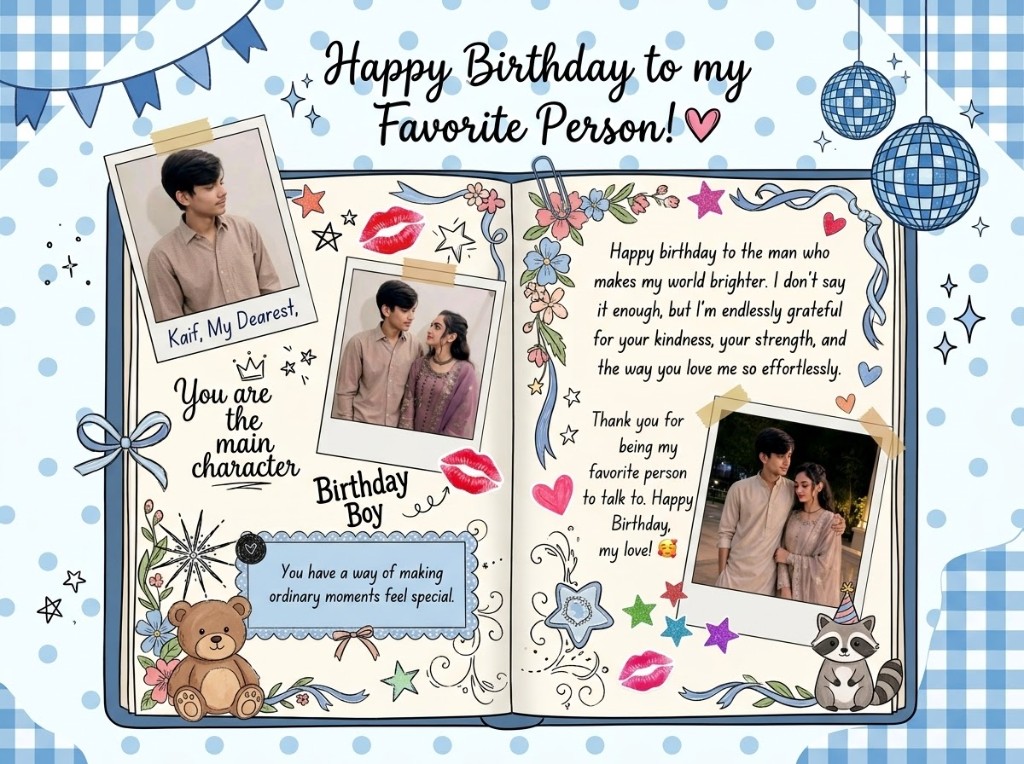 Happy Birthday to my
Favorite Person!
Kaif, My Dearest,
You are
the
main
character
Birthday
Boy
You have a way of making
ordinary moments feel special.
Happy birthday to the man who
makes my world brighter. I don't say
it enough, but I'm endlessly grateful
for your kindness, your strength, and
the way you love me so effortlessly.
Thank you for
being my
favorite person
to talk to. Happy
Birthday,
my love! 🥰